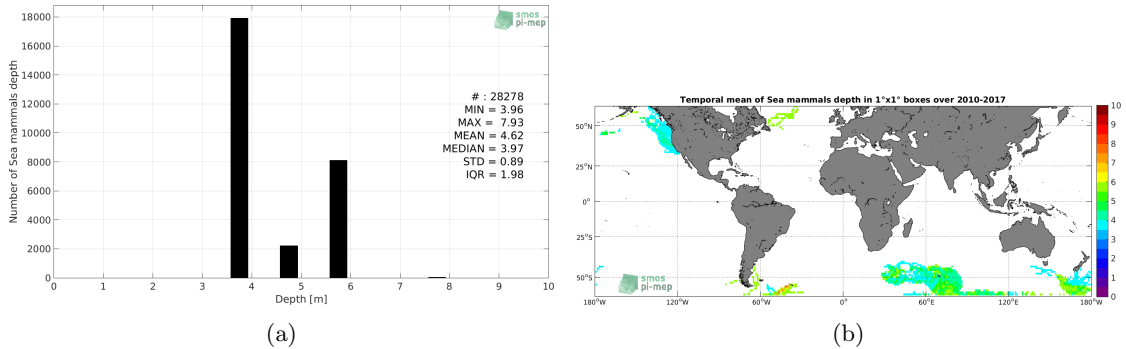 18000
16000
14000
12000
10000
8000
6000
4000
2000
0
Number of Sea mammals depth
smos
pi-mep
# : 28278
MIN = 3.96
MAX = 7.93
MEAN = 4.62
MEDIAN = 3.97
STD = 0.89
IQR = 1.98
0 1 2 3 4 5 6 7 8 9 10
Depth [m]
(a)
Temporal mean of Sea mammals depth in 1°x1° boxes over 2010-2017
50°N
25°N
0°
25°S
50°S
smos
pi-mep
180°W 120°W 60°W 0° 60°E 120°E 180°W
10
9
8
7
6
5
4
3
2
1
0
(b)